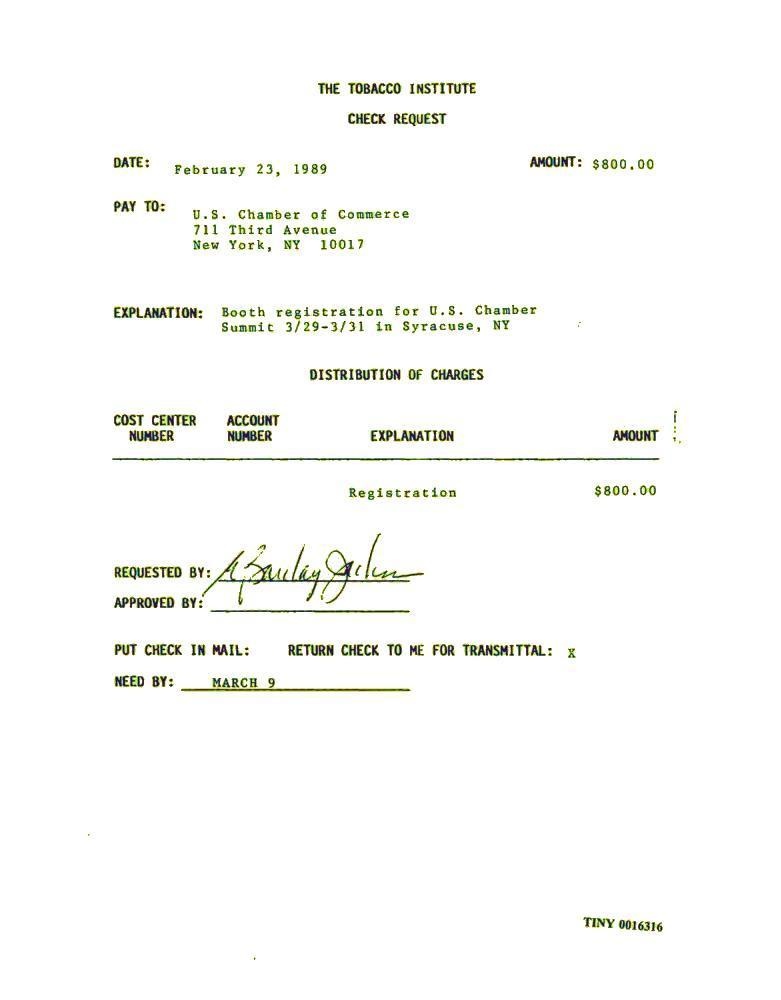 THE TOBACCO INSTITUTE
CHECK REQUEST
DATE: February 23, 1989 AMOUNT: $800.00
PAY TO: U.S. Chamber of Commerce
711 Third Avenue
New York, NY 10017
EXPLANATION: Booth registration for U.S. Chamber
Summit 3/29-3/31 in Syracuse, NY
DISTRIBUTION OF CHARGES
COST CENTER ACCOUNT
NUMBER NUMBER EXPLANATION AMOUNT
Registration $800.00
REQUESTED BY: A. Barclay
APPROVED BY:
PUT CHECK IN MAIL: RETURN CHECK TO ME FOR TRANSMITTAL: X
NEED BY: MARCH 9
TINY 0016316